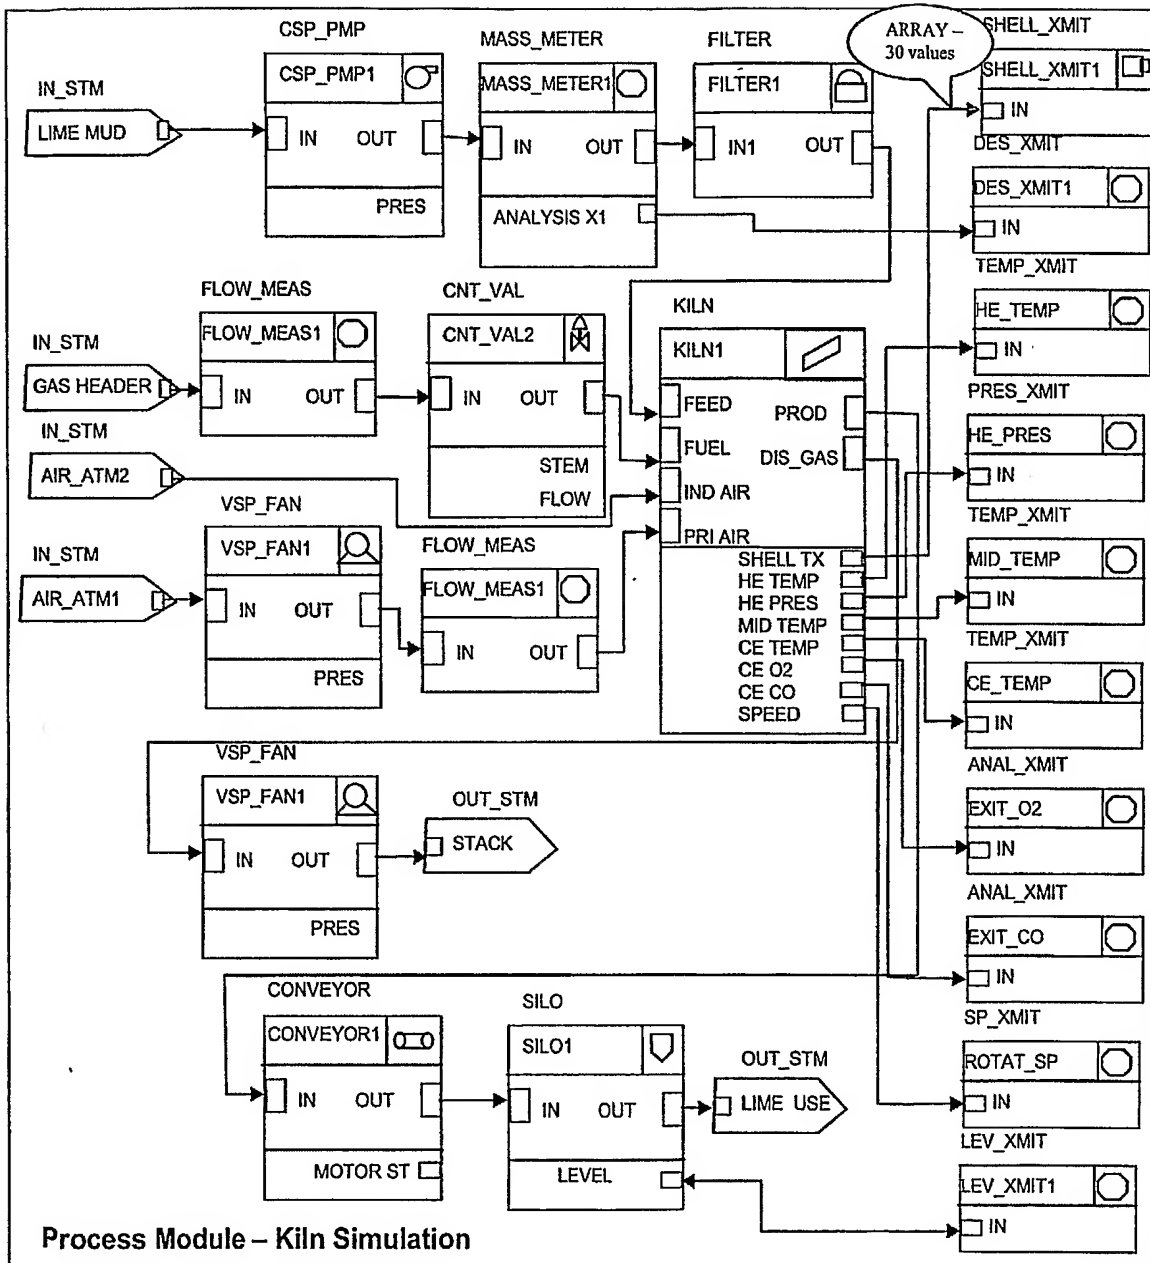 CSP_PMP
CSP_PMP1
IN OUT
PRES
MASS_METER
MASS_METER1
IN OUT
ANALYSIS X1
FILTER
FILTER1
IN1 OUT
ARRAY –
30 values
SHELL_XMIT
SHELL_XMIT1
IN
DES_XMIT
DES_XMIT1
IN
TEMP_XMIT
HE_TEMP
IN
PRES_XMIT
HE_PRES
IN
TEMP_XMIT
MID_TEMP
IN
TEMP_XMIT
CE_TEMP
IN
ANAL_XMIT
EXIT_O2
IN
ANAL_XMIT
EXIT_CO
IN
SP_XMIT
ROTAT_SP
IN
LEV_XMIT
LEV_XMIT1
IN
IN_STM
LIME MUD
FLOW_MEAS
FLOW_MEAS1
IN OUT
CNT_VAL
CNT_VAL2
IN OUT
STEM
FLOW
IN_STM
GAS HEADER
IN_STM
AIR_ATM2
VSP_FAN
VSP_FAN1
IN OUT
PRES
IN_STM
AIR_ATM1
FLOW_MEAS
FLOW_MEAS1
IN OUT
KILN
KILN1
FEED PROD
FUEL DIS_GAS
IND AIR
PRI AIR
SHELL TX
HE TEMP
HE PRES
MID TEMP
CE TEMP
CE O2
CE CO
SPEED
VSP_FAN
VSP_FAN1
IN OUT
PRES
OUT_STM
STACK
CONVEYOR
CONVEYOR1
IN OUT
MOTOR ST
SILO
SILO1
IN OUT
LEVEL
OUT_STM
LIME USE
Process Module – Kiln Simulation